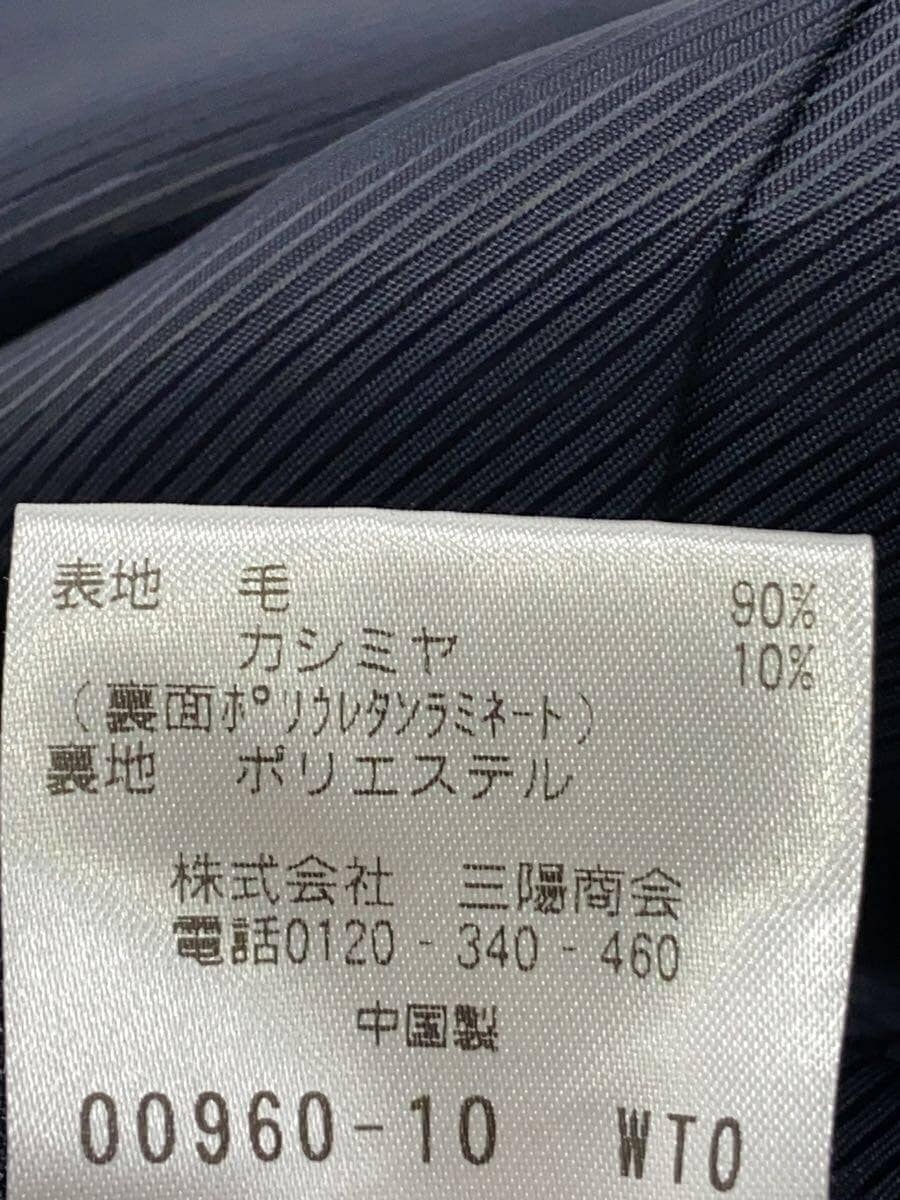 表地 毛 90%
カシミヤ 10%
(裏面ポリウレタンラミネート)
裏地 ポリエステル
株式会社 三陽商会
電話0120-340-460
中国製
00960-10 WTO